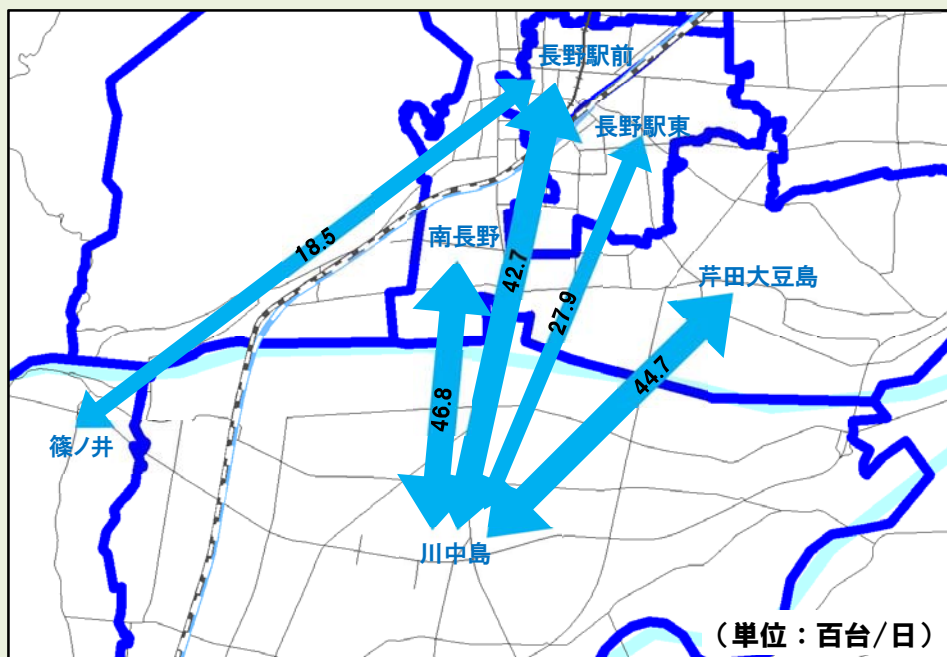 長野駅前
長野駅東
18.5
南長野
42.7
27.9
芹田大豆島
46.8
44.7
篠ノ井
川中島
（単位：百台/日）